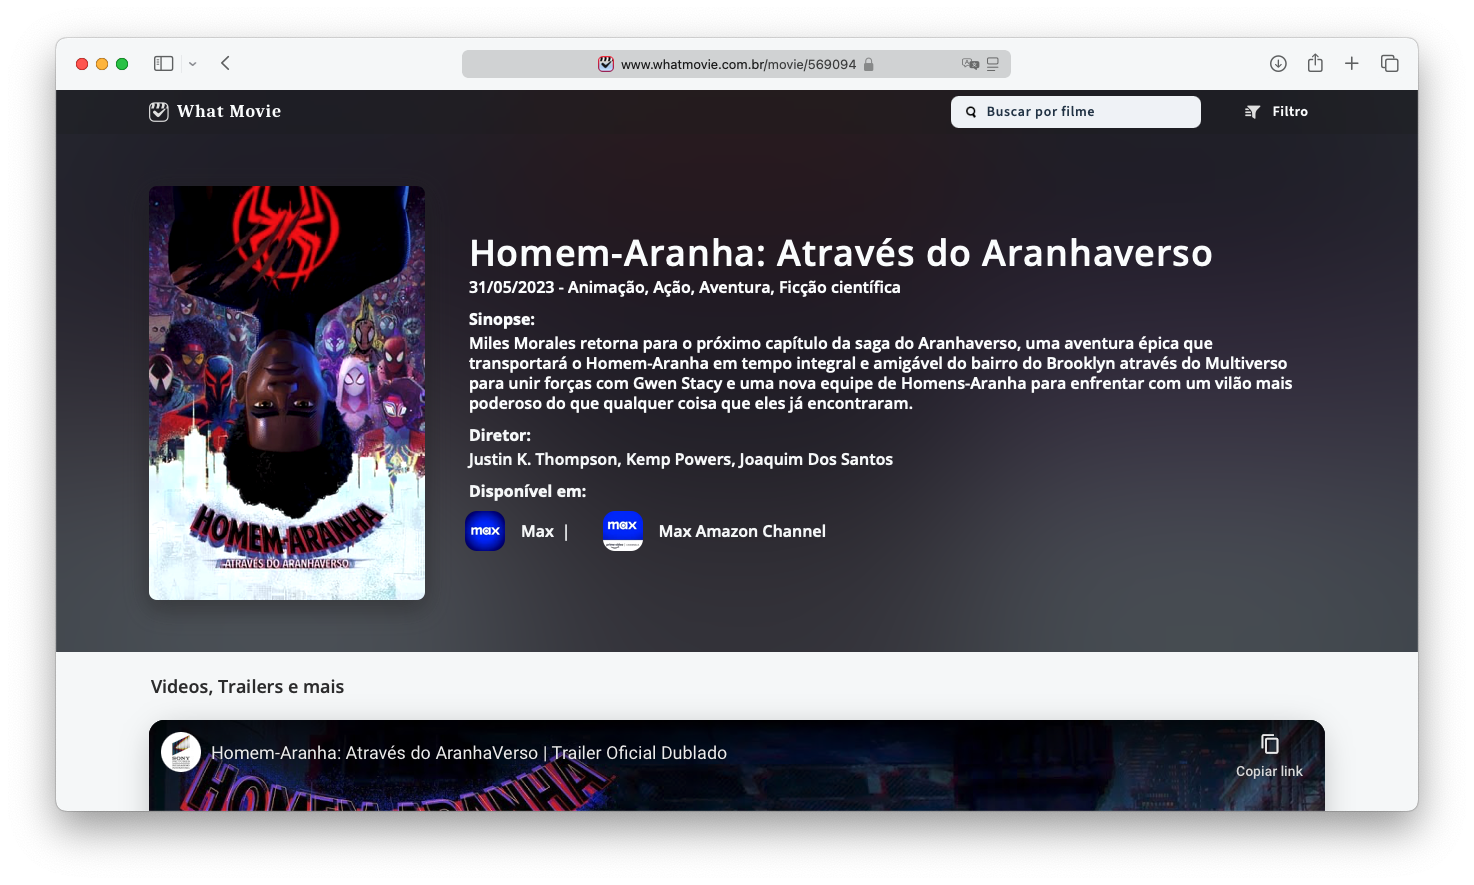 www.whatmovie.com.br/movie/569094
What Movie
Buscar por filme
Filtro
Homem-Aranha: Através do Aranhaverso
31/05/2023 - Animação, Ação, Aventura, Ficção científica
Sinopse:
Miles Morales retorna para o próximo capítulo da saga do Aranhaverso, uma aventura épica que
transportará o Homem-Aranha em tempo integral e amigável do bairro do Brooklyn através do Multiverso
para unir forças com Gwen Stacy e uma nova equipe de Homens-Aranha para enfrentar com um vilão mais
poderoso do que qualquer coisa que eles já encontraram.
Diretor:
Justin K. Thompson, Kemp Powers, Joaquim Dos Santos
Disponível em:
max
Max |
max
Max Amazon Channel
HOMEM-ARANHA
ATRAVÉS DO ARANHAVERSO
Videos, Trailers e mais
SONY
Homem-Aranha: Através do AranhaVerso | Trailer Oficial Dublado
Copiar link
HOMEM-ARANHA